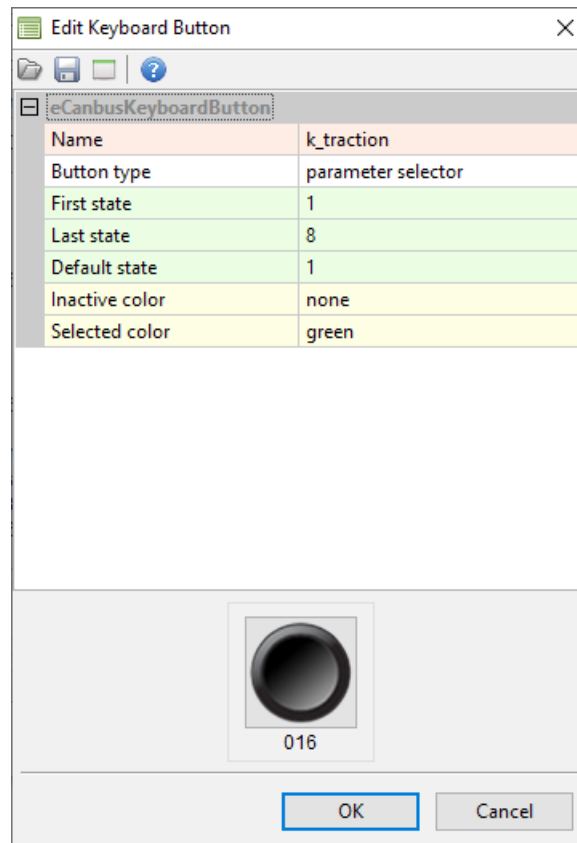 Edit Keyboard Button
eCanbusKeyboardButton
Name k_traction
Button type parameter selector
First state 1
Last state 8
Default state 1
Inactive color none
Selected color green
016
OK Cancel